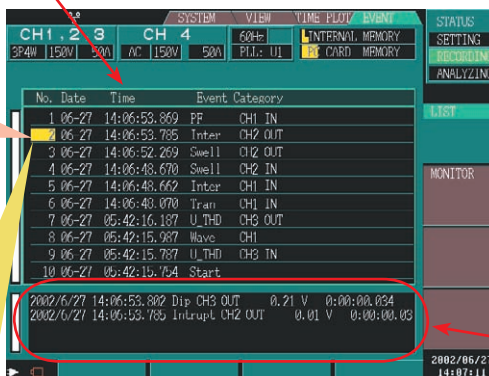 SYSTEM VIEW TIME PLOT EVENT
CH1,2 3 CH 4 60Hz INTERNAL MEMORY
3P4W 150V 50A AC 150V 50A PLL: U1 PC CARD MEMORY
STATUS
SETTING
RECORDING
ANALYZING
No. Date Time Event Category
1 06-27 14:06:53.869 PF CH1 IN
2 06-27 14:06:53.785 Inter CH2 OUT
3 06-27 14:06:52.269 Swell CH2 OUT
4 06-27 14:06:48.670 Swell CH2 IN
5 06-27 14:06:48.662 Inter CH1 IN
6 06-27 14:06:48.070 Tran CH1 IN
7 06-27 05:42:16.187 U_THD CH3 OUT
8 06-27 05:42:15.987 Wave CH1
9 06-27 05:42:15.787 U_THD CH3 IN
10 06-27 05:42:15.754 Start
LIST
MONITOR
2002/6/27 14:06:53.802 Dip CH3 OUT 0.21 V 0:00:00.034
2002/6/27 14:06:53.785 Intrupt CH2 OUT 0.01 V 0:00:00.03
2002/06/27
14:07:11